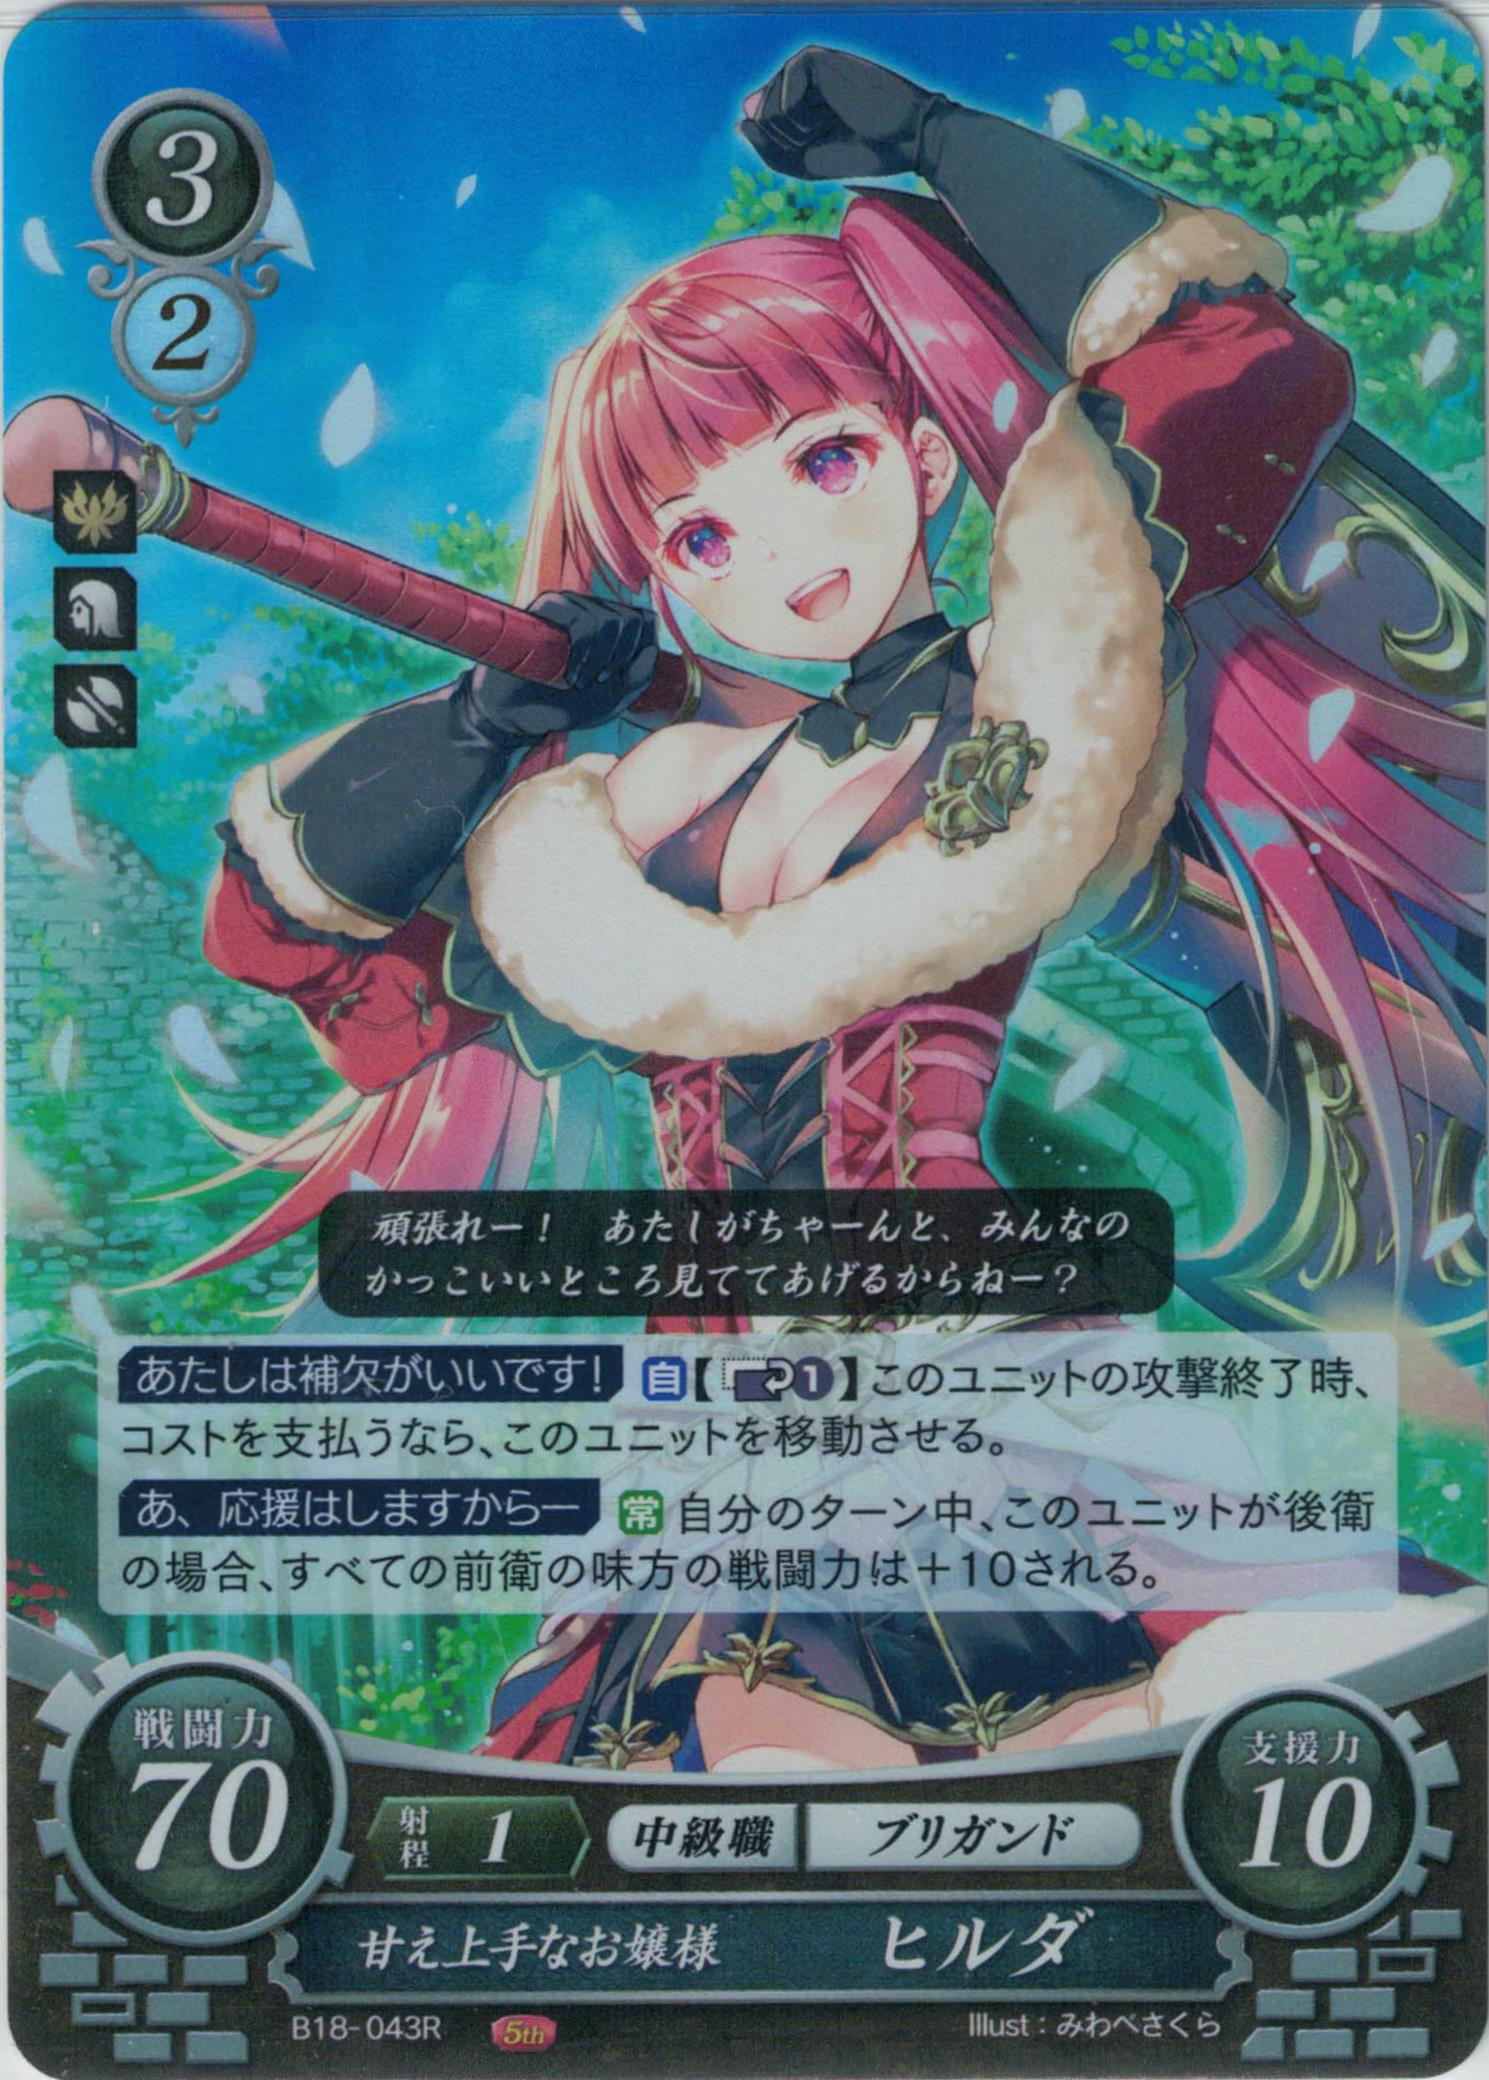 3
2
頑張れー！　あたしがちゃーんと、みんなの
かっこいいところ見ててあげるからねー？
あたしは補欠がいいです！ 自【 1】このユニットの攻撃終了時、
コストを支払うなら、このユニットを移動させる。
あ、応援はしますからー 常 自分のターン中、このユニットが後衛
の場合、すべての前衛の味方の戦闘力は＋10される。
戦闘力
70
射程 1
中級職 ブリガンド
支援力
10
甘え上手なお嬢様 ヒルダ
B18-043R 5th Illust：みわべさくら